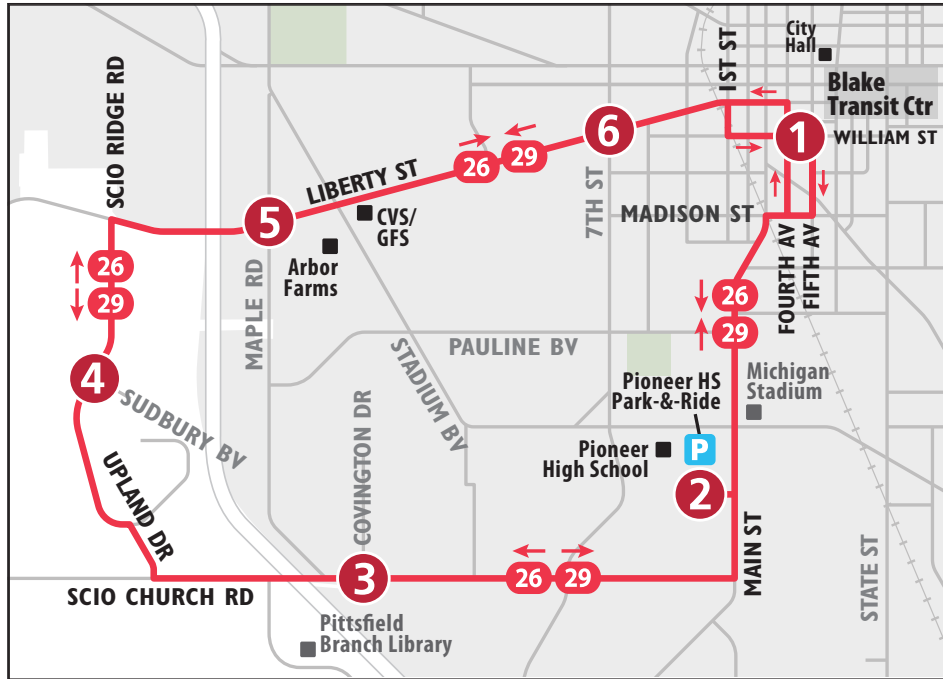 City
Hall
Blake
Transit Ctr
1ST ST
1
WILLIAM ST
SCIO RIDGE RD
6
26
29
LIBERTY ST
7TH ST
MADISON ST
5
CVS/
GFS
Arbor
Farms
FOURTH AV
FIFTH AV
26
29
26
29
MAPLE RD
PAULINE BV
STADIUM BV
4
SUDBURY BV
Michigan
Stadium
Pioneer HS
Park-&-Ride
P
Pioneer
High School
2
COVINGTON DR
UPLAND DR
MAIN ST
STATE ST
3
26
29
SCIO CHURCH RD
Pittsfield
Branch Library